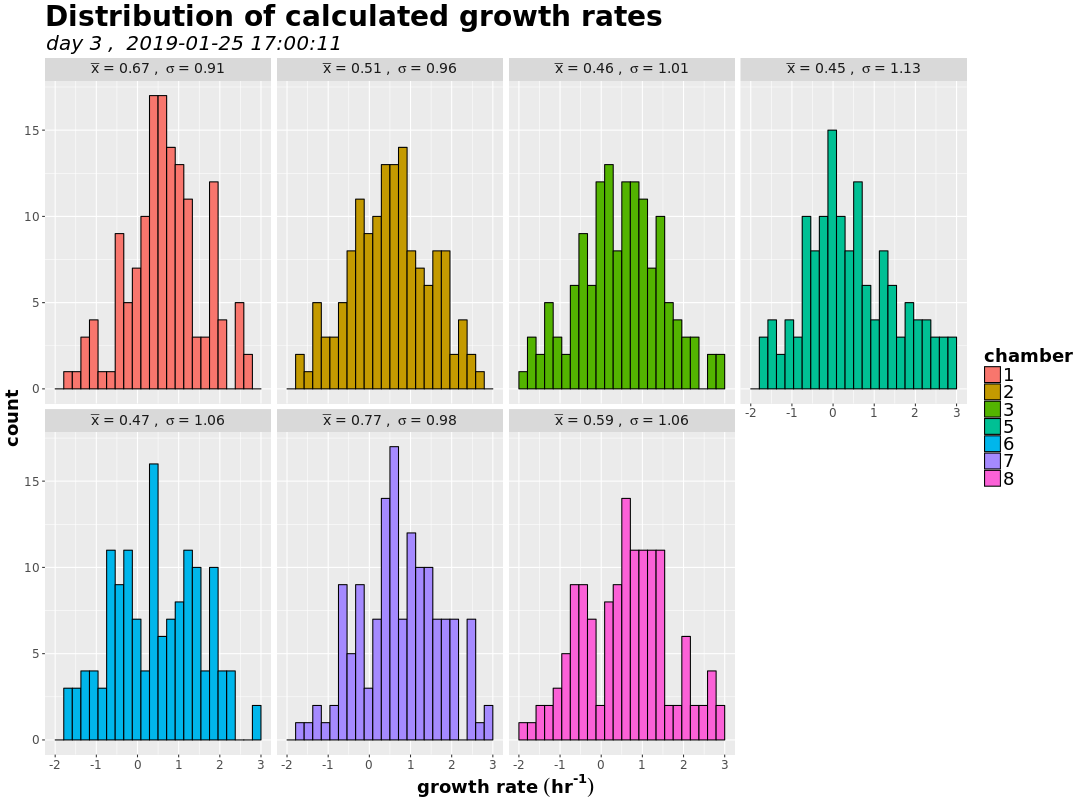 Distribution of calculated growth rates
day 3 ,  2019-01-25 17:00:11
x̅ = 0.67 ,  σ = 0.91
x̅ = 0.51 ,  σ = 0.96
x̅ = 0.46 ,  σ = 1.01
x̅ = 0.45 ,  σ = 1.13
15
10
5
0
-2 -1 0 1 2 3
x̅ = 0.47 ,  σ = 1.06
x̅ = 0.77 ,  σ = 0.98
x̅ = 0.59 ,  σ = 1.06
15
10
5
0
-2 -1 0 1 2 3
-2 -1 0 1 2 3
-2 -1 0 1 2 3
count
growth rate (hr⁻¹)
chamber
1
2
3
5
6
7
8